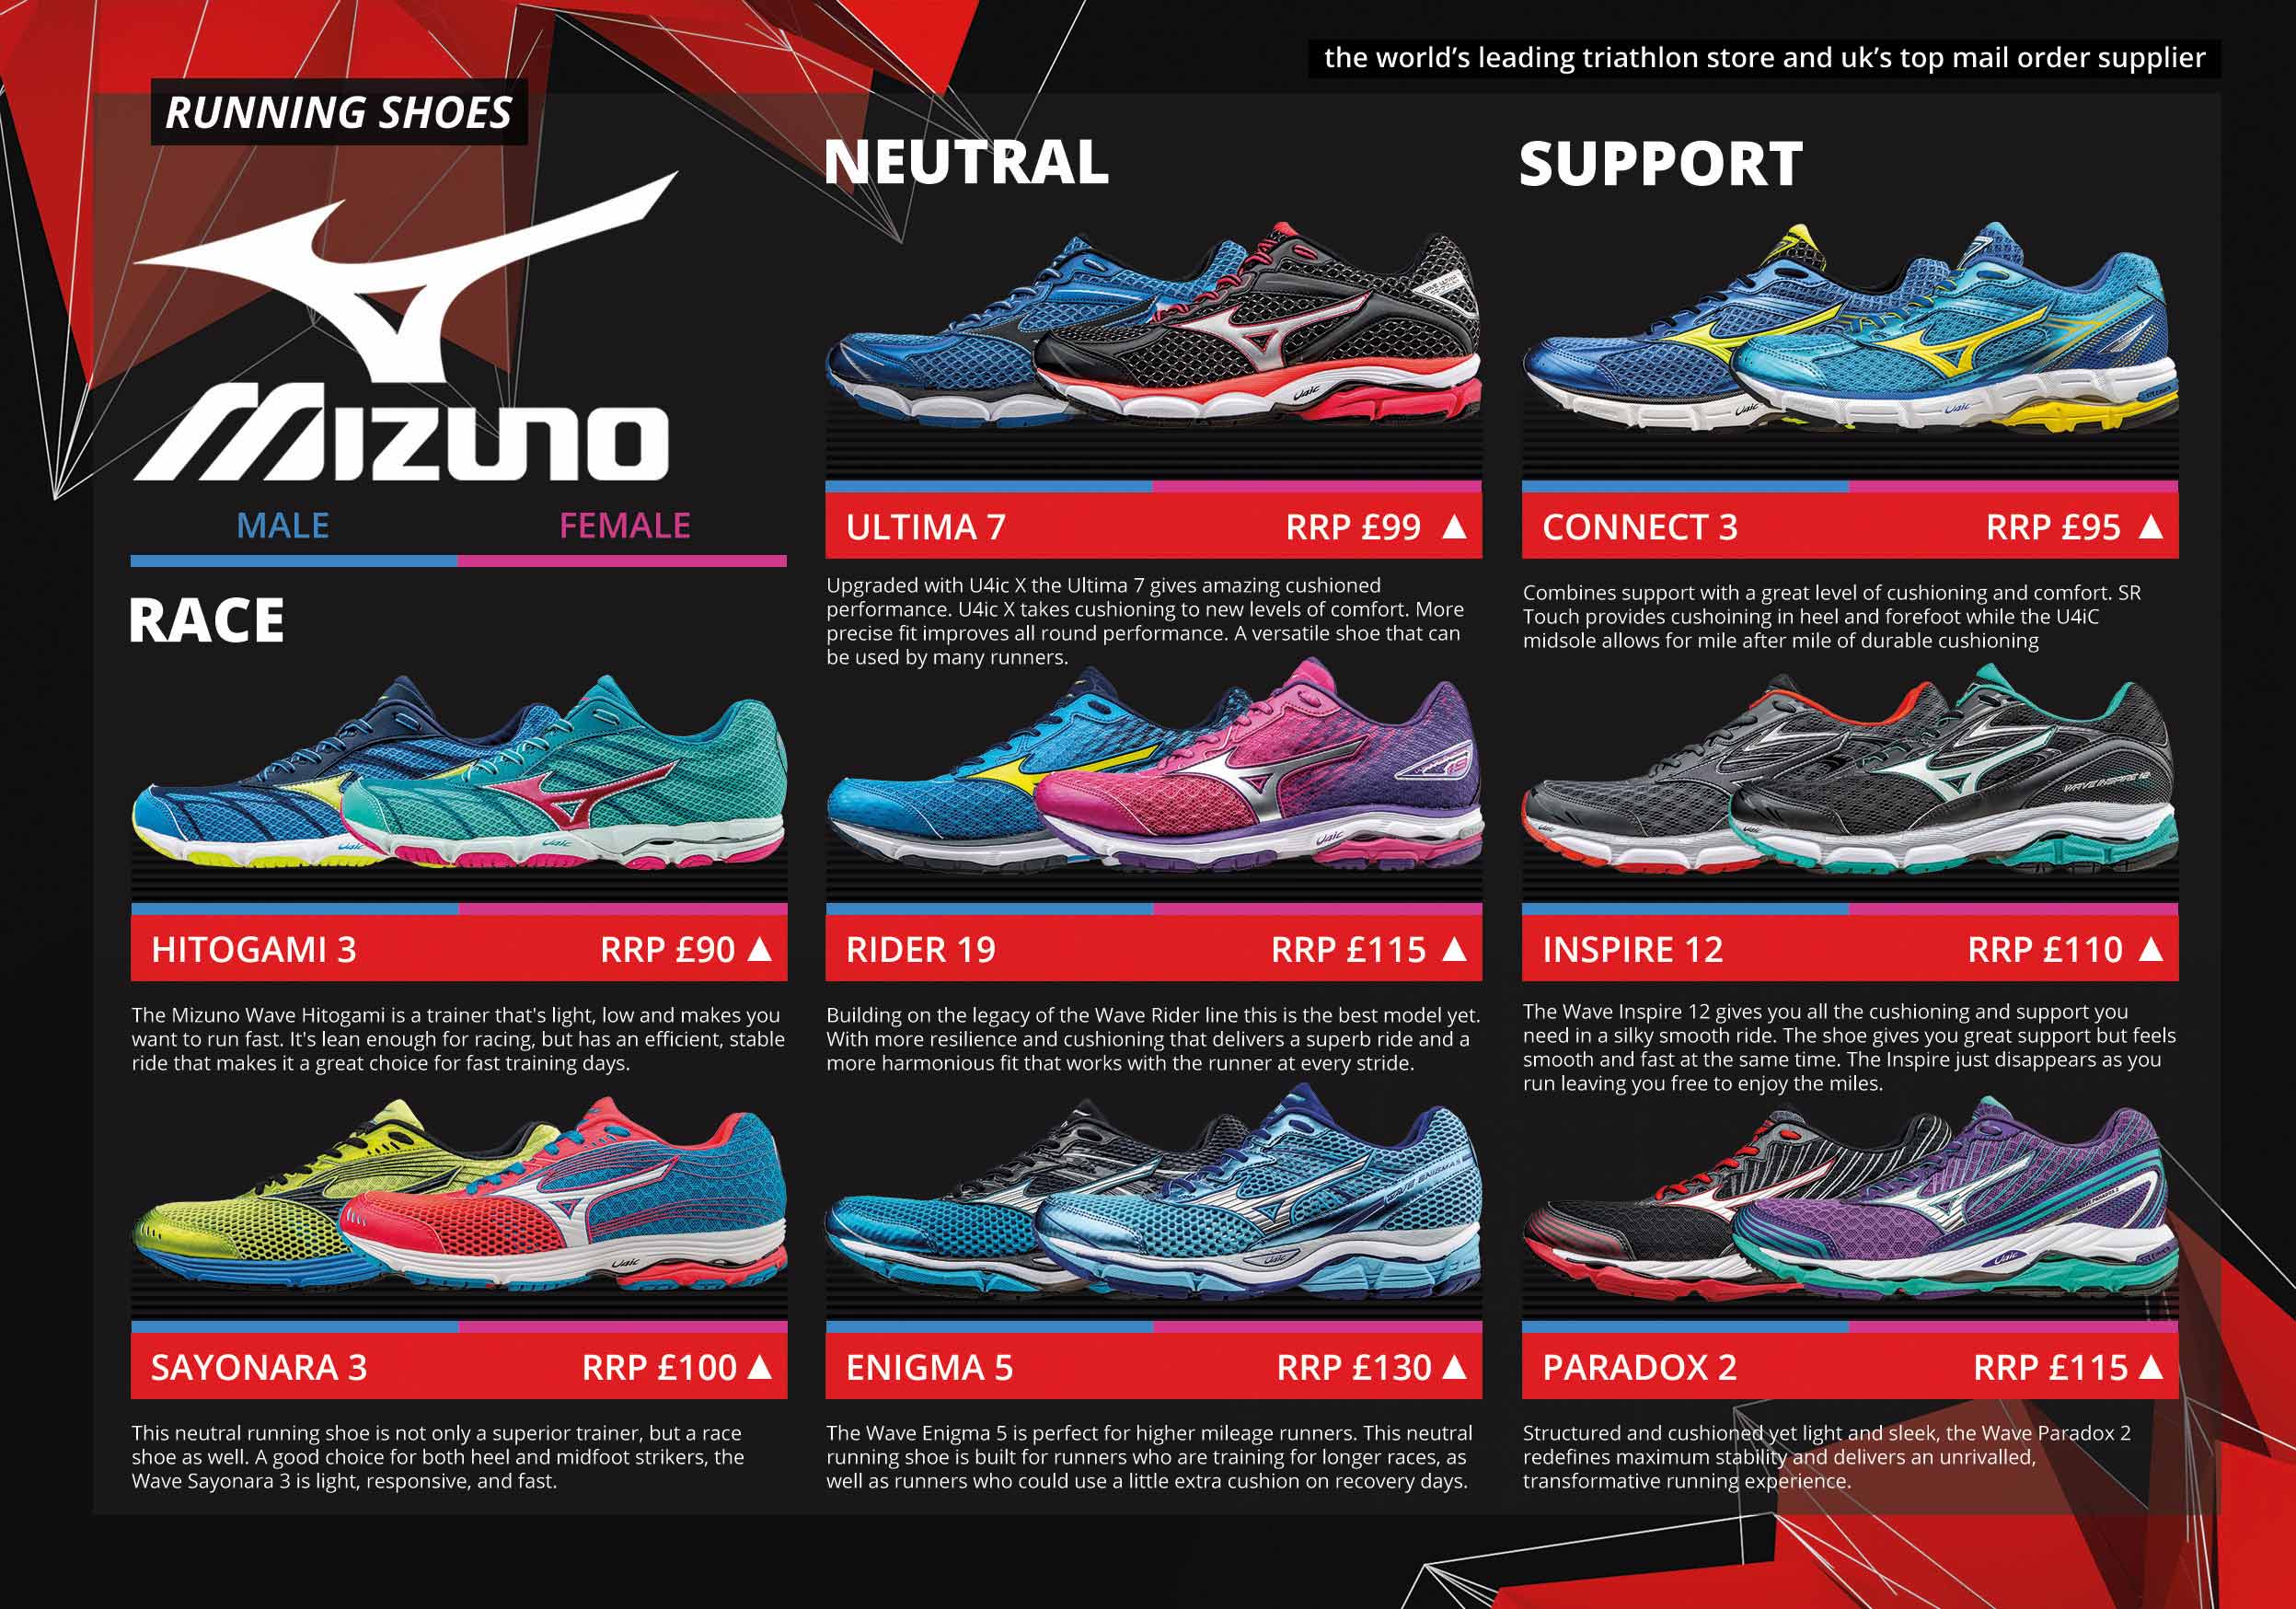 the world's leading triathlon store and uk's top mail order supplier
RUNNING SHOES
MIZUNO
MALE
FEMALE
RACE
HITOGAMI 3
RRP £90 ▲
The Mizuno Wave Hitogami is a trainer that's light, low and makes you
want to run fast. It's lean enough for racing, but has an efficient, stable
ride that makes it a great choice for fast training days.
SAYONARA 3
RRP £100 ▲
This neutral running shoe is not only a superior trainer, but a race
shoe as well. A good choice for both heel and midfoot strikers, the
Wave Sayonara 3 is light, responsive, and fast.
NEUTRAL
ULTIMA 7
RRP £99 ▲
Upgraded with U4ic X the Ultima 7 gives amazing cushioned
performance. U4ic X takes cushioning to new levels of comfort. More
precise fit improves all round performance. A versatile shoe that can
be used by many runners.
RIDER 19
RRP £115 ▲
Building on the legacy of the Wave Rider line this is the best model yet.
With more resilience and cushioning that delivers a superb ride and a
more harmonious fit that works with the runner at every stride.
ENIGMA 5
RRP £130 ▲
The Wave Enigma 5 is perfect for higher mileage runners. This neutral
running shoe is built for runners who are training for longer races, as
well as runners who could use a little extra cushion on recovery days.
SUPPORT
CONNECT 3
RRP £95 ▲
Combines support with a great level of cushioning and comfort. SR
Touch provides cushoining in heel and forefoot while the U4iC
midsole allows for mile after mile of durable cushioning
WAVE INSPIRE 12
INSPIRE 12
RRP £110 ▲
The Wave Inspire 12 gives you all the cushioning and support you
need in a silky smooth ride. The shoe gives you great support but feels
smooth and fast at the same time. The Inspire just disappears as you
run leaving you free to enjoy the miles.
PARADOX 2
RRP £115 ▲
Structured and cushioned yet light and sleek, the Wave Paradox 2
redefines maximum stability and delivers an unrivalled,
transformative running experience.